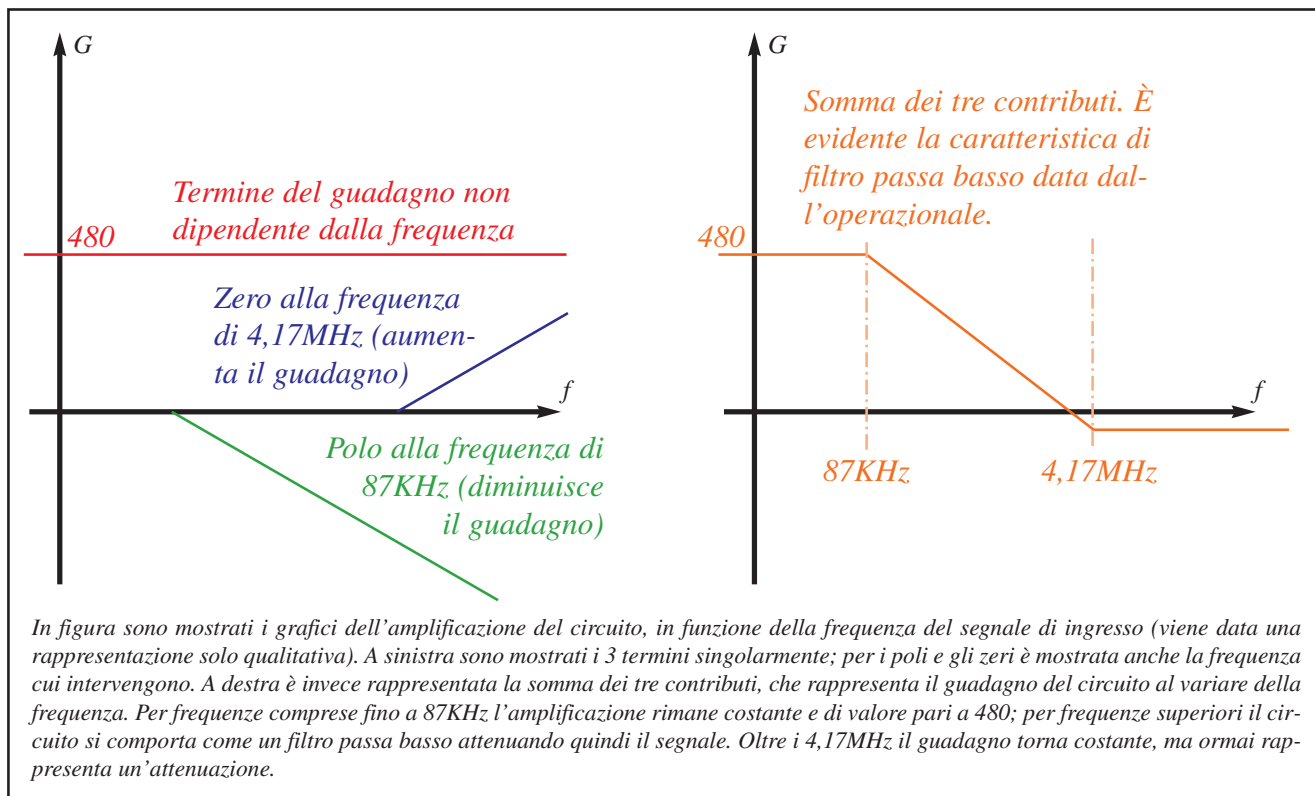 G
Termine del guadagno non
dipendente dalla frequenza
480
Zero alla frequenza
di 4,17MHz (aumen-
ta il guadagno)
f
Polo alla frequenza di
87KHz (diminuisce
il guadagno)
G
Somma dei tre contributi. È
evidente la caratteristica di
filtro passa basso data dal-
l'operazionale.
480
f
87KHz
4,17MHz
In figura sono mostrati i grafici dell'amplificazione del circuito, in funzione della frequenza del segnale di ingresso (viene data una
rappresentazione solo qualitativa). A sinistra sono mostrati i 3 termini singolarmente; per i poli e gli zeri è mostrata anche la frequenza
cui intervengono. A destra è invece rappresentata la somma dei tre contributi, che rappresenta il guadagno del circuito al variare della
frequenza. Per frequenze comprese fino a 87KHz l'amplificazione rimane costante e di valore pari a 480; per frequenze superiori il cir-
cuito si comporta come un filtro passa basso attenuando quindi il segnale. Oltre i 4,17MHz il guadagno torna costante, ma ormai rap-
presenta un'attenuazione.